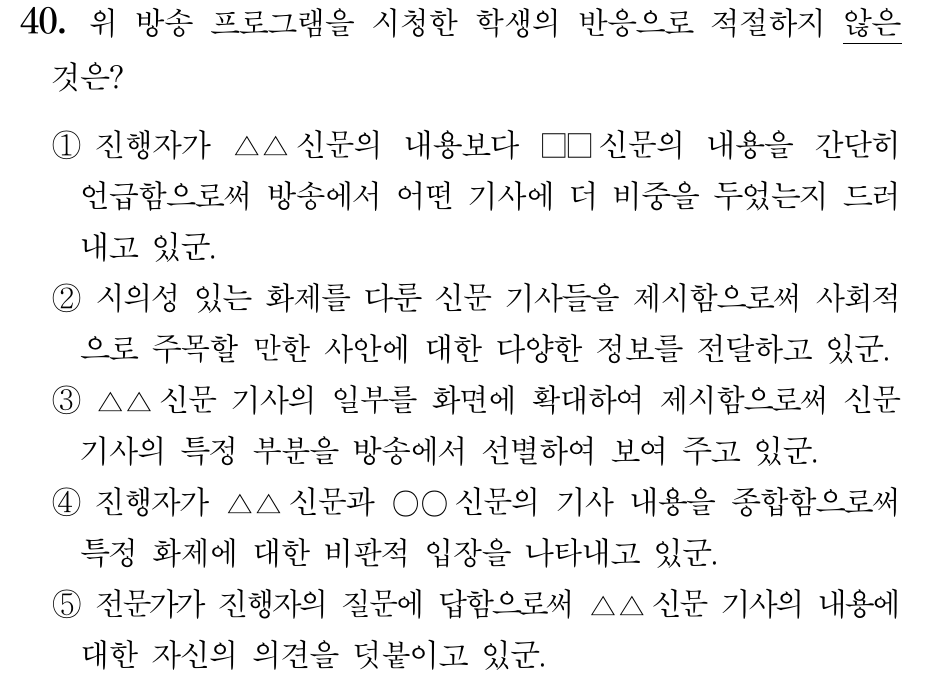 40. 위 방송 프로그램을 시청한 학생의 반응으로 적절하지 않은
것은?
① 진행자가 △△ 신문의 내용보다 □□ 신문의 내용을 간단히
언급함으로써 방송에서 어떤 기사에 더 비중을 두었는지 드러
내고 있군.
② 시의성 있는 화제를 다룬 신문 기사들을 제시함으로써 사회적
으로 주목할 만한 사안에 대한 다양한 정보를 전달하고 있군.
③ △△ 신문 기사의 일부를 화면에 확대하여 제시함으로써 신문
기사의 특정 부분을 방송에서 선별하여 보여 주고 있군.
④ 진행자가 △△ 신문과 ○○ 신문의 기사 내용을 종합함으로써
특정 화제에 대한 비판적 입장을 나타내고 있군.
⑤ 전문가가 진행자의 질문에 답함으로써 △△ 신문 기사의 내용에
대한 자신의 의견을 덧붙이고 있군.